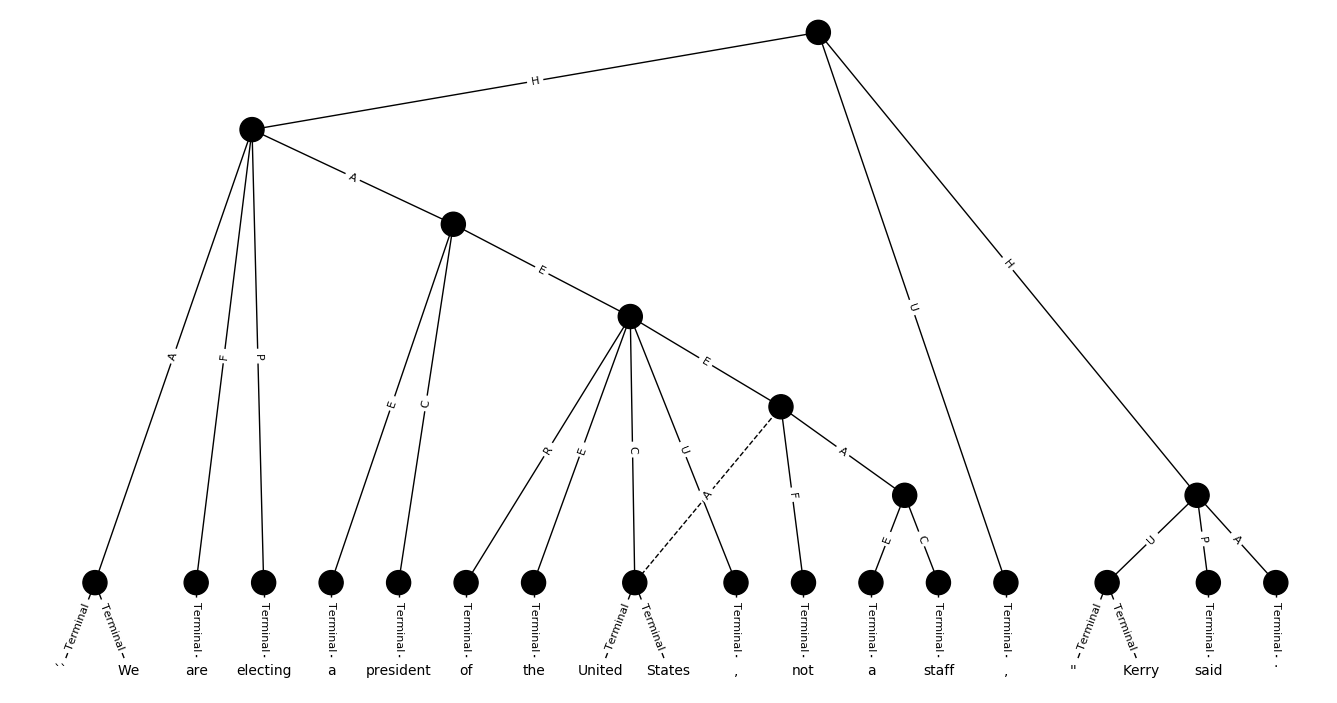 H
A
A
E
H
U
A F P
E
E C
R E C U
A
A F
E C
U P A
Terminal Terminal Terminal Terminal Terminal Terminal Terminal Terminal Terminal Terminal Terminal Terminal Terminal Terminal Terminal Terminal Terminal Terminal Terminal
`` We are electing a president of the United States , not a staff , " Kerry said .